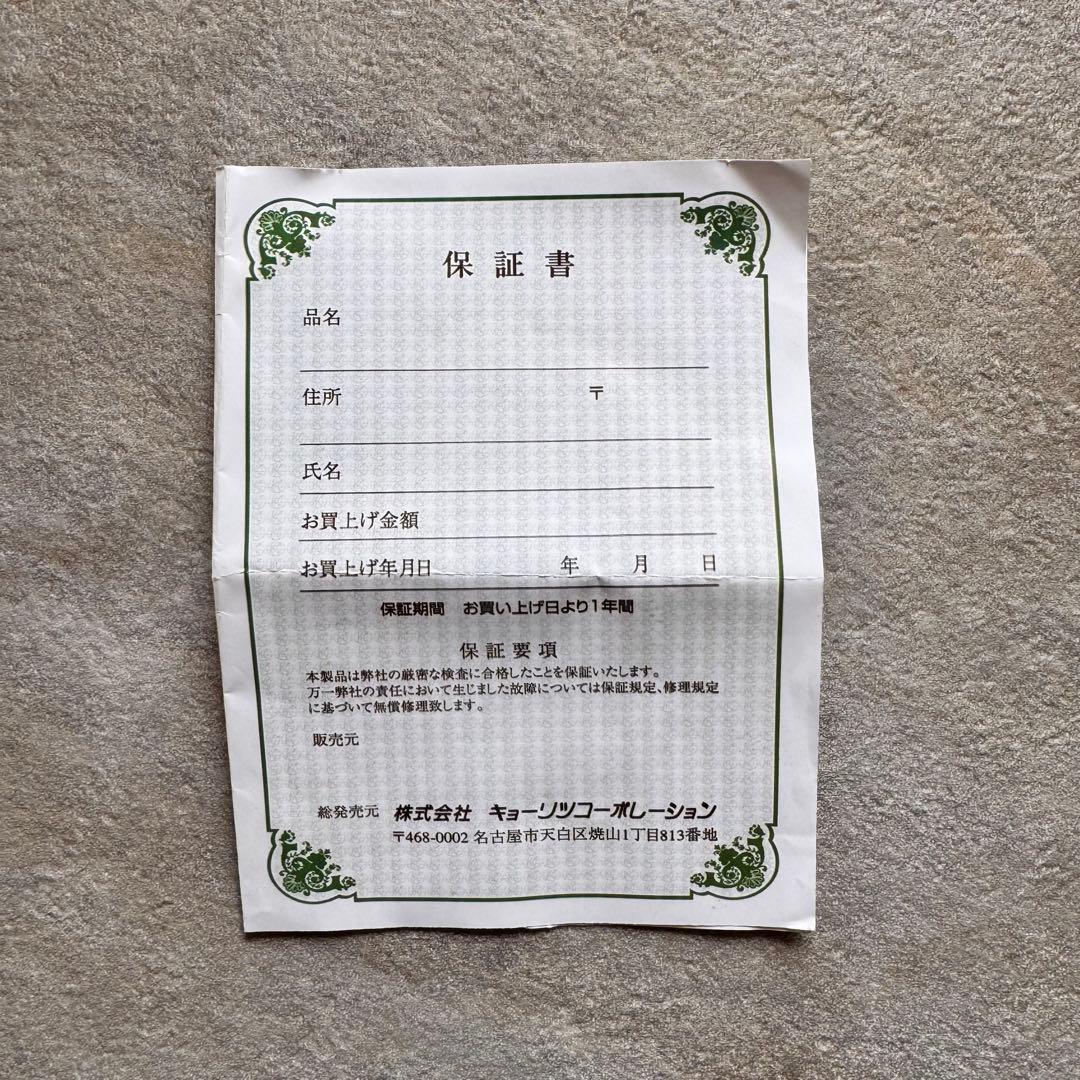 保証書
品名
住所 〒
氏名
お買上げ金額
お買上げ年月日 年 月 日
保証期間 お買い上げ日より1年間
保証要項
本製品は弊社の厳密な検査に合格したことを保証いたします。
万一弊社の責任において生じました故障については保証規定、修理規定
に基づいて無償修理致します。
販売元
総発売元 株式会社 キョーリツコーポレーション
〒468-0002 名古屋市天白区焼山1丁目813番地